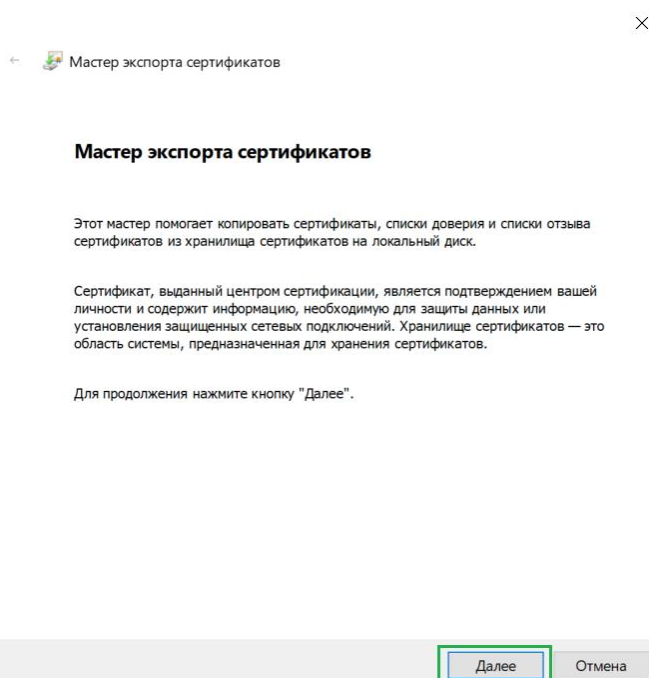 Мастер экспорта сертификатов
Мастер экспорта сертификатов
Этот мастер помогает копировать сертификаты, списки доверия и списки отзыва
сертификатов из хранилища сертификатов на локальный диск.
Сертификат, выданный центром сертификации, является подтверждением вашей
личности и содержит информацию, необходимую для защиты данных или
установления защищенных сетевых подключений. Хранилище сертификатов — это
область системы, предназначенная для хранения сертификатов.
Для продолжения нажмите кнопку "Далее".
Далее Отмена